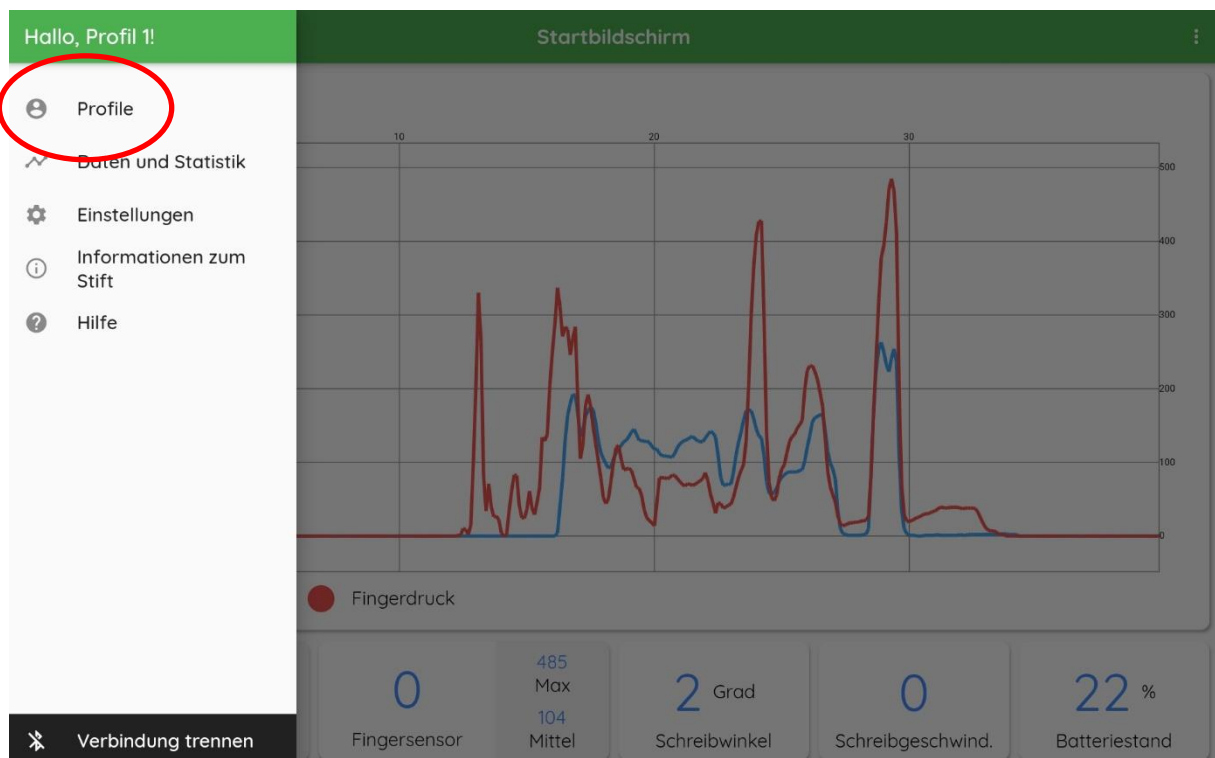 Hallo, Profil 1!
Startbildschirm
Profile
Daten und Statistik
Einstellungen
Informationen zum
Stift
Hilfe
Verbindung trennen
10
20
30
500
400
300
200
100
0
Fingerdruck
0
Fingersensor
485
Max
104
Mittel
2 Grad
Schreibwinkel
0
Schreibgeschwind.
22 %
Batteriestand